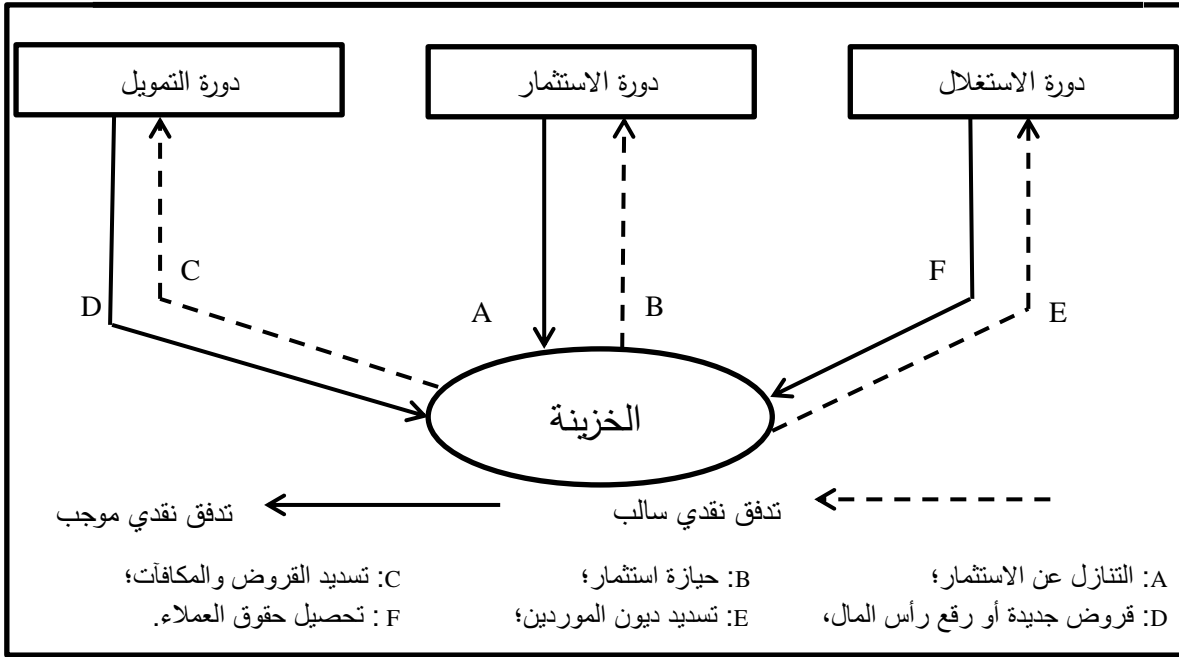 دورة الاستغلال
دورة الاستثمار
دورة التمويل
F
E
A
B
C
D
الخزينة
تدفق نقدي سالب
تدفق نقدي موجب
A: التنازل عن الاستثمار؛
B: حيازة استثمار؛
C: تسديد القروض والمكافآت؛
D: قروض جديدة أو رقع رأس المال،
E: تسديد ديون الموردين؛
F : تحصيل حقوق العملاء.